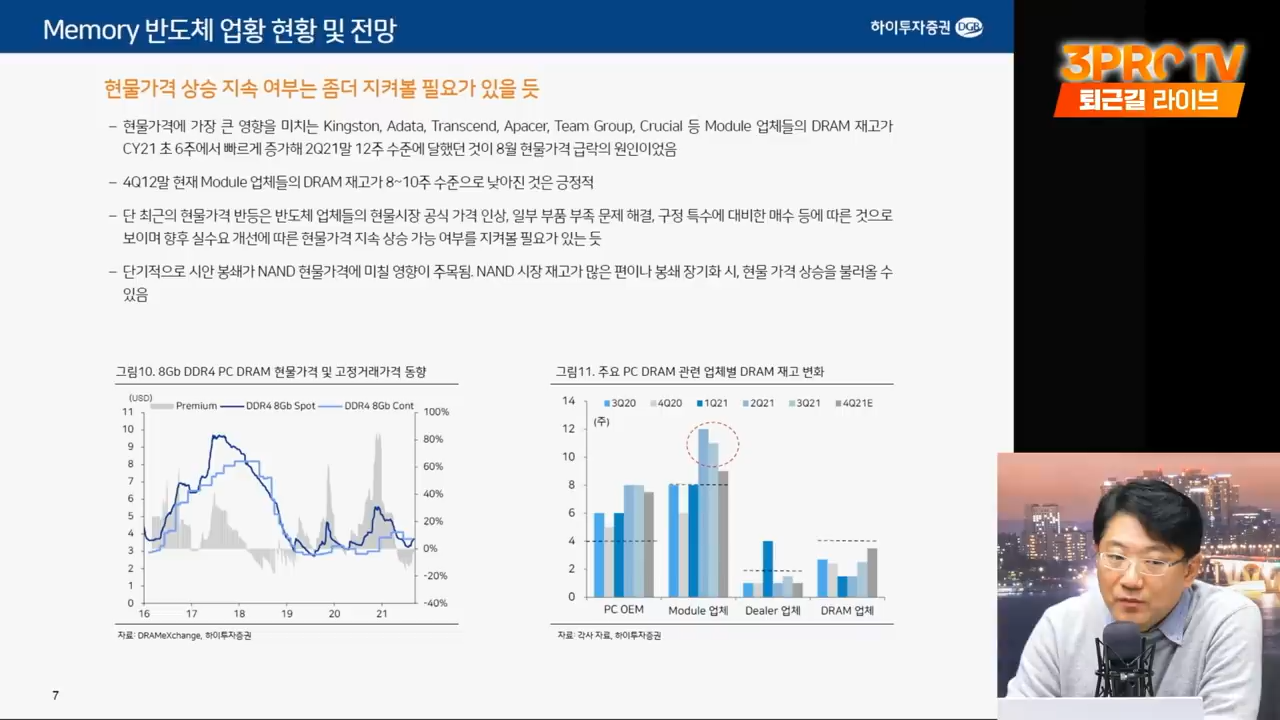 Memory 반도체 업황 현황 및 전망
하이투자증권 DGB
3PRO TV
퇴근길 라이브
현물가격 상승 지속 여부는 좀더 지켜볼 필요가 있을 듯
– 현물가격에 가장 큰 영향을 미치는 Kingston, Adata, Transcend, Apacer, Team Group, Crucial 등 Module 업체들의 DRAM 재고가
CY21 초 6주에서 빠르게 증가해 2Q21말 12주 수준에 달했던 것이 8월 현물가격 급락의 원인이었음
– 4Q12말 현재 Module 업체들의 DRAM 재고가 8~10주 수준으로 낮아진 것은 긍정적
– 단 최근의 현물가격 반등은 반도체 업체들의 현물시장 공식 가격 인상, 일부 부품 부족 문제 해결, 구정 특수에 대비한 매수 등에 따른 것으로
보이며 향후 실수요 개선에 따른 현물가격 지속 상승 가능 여부를 지켜볼 필요가 있는 듯
– 단기적으로 시안 봉쇄가 NAND 현물가격에 미칠 영향이 주목됨. NAND 시장 재고가 많은 편이나 봉쇄 장기화 시, 현물 가격 상승을 불러올 수
있음
그림10. 8Gb DDR4 PC DRAM 현물가격 및 고정거래가격 동향
(USD)
Premium DDR4 8Gb Spot DDR4 8Gb Cont
11 100%
10
9 80%
8
7 60%
6 40%
5
4 20%
3 0%
2
1 -20%
0 -40%
16 17 18 19 20 21
자료: DRAMeXchange, 하이투자증권
그림11. 주요 PC DRAM 관련 업체별 DRAM 재고 변화
14 3Q20 4Q20 1Q21 2Q21 3Q21 4Q21E
(주)
12
10
8
6
4
2
0
PC OEM Module 업체 Dealer 업체 DRAM 업체
자료: 각사 자료, 하이투자증권
7